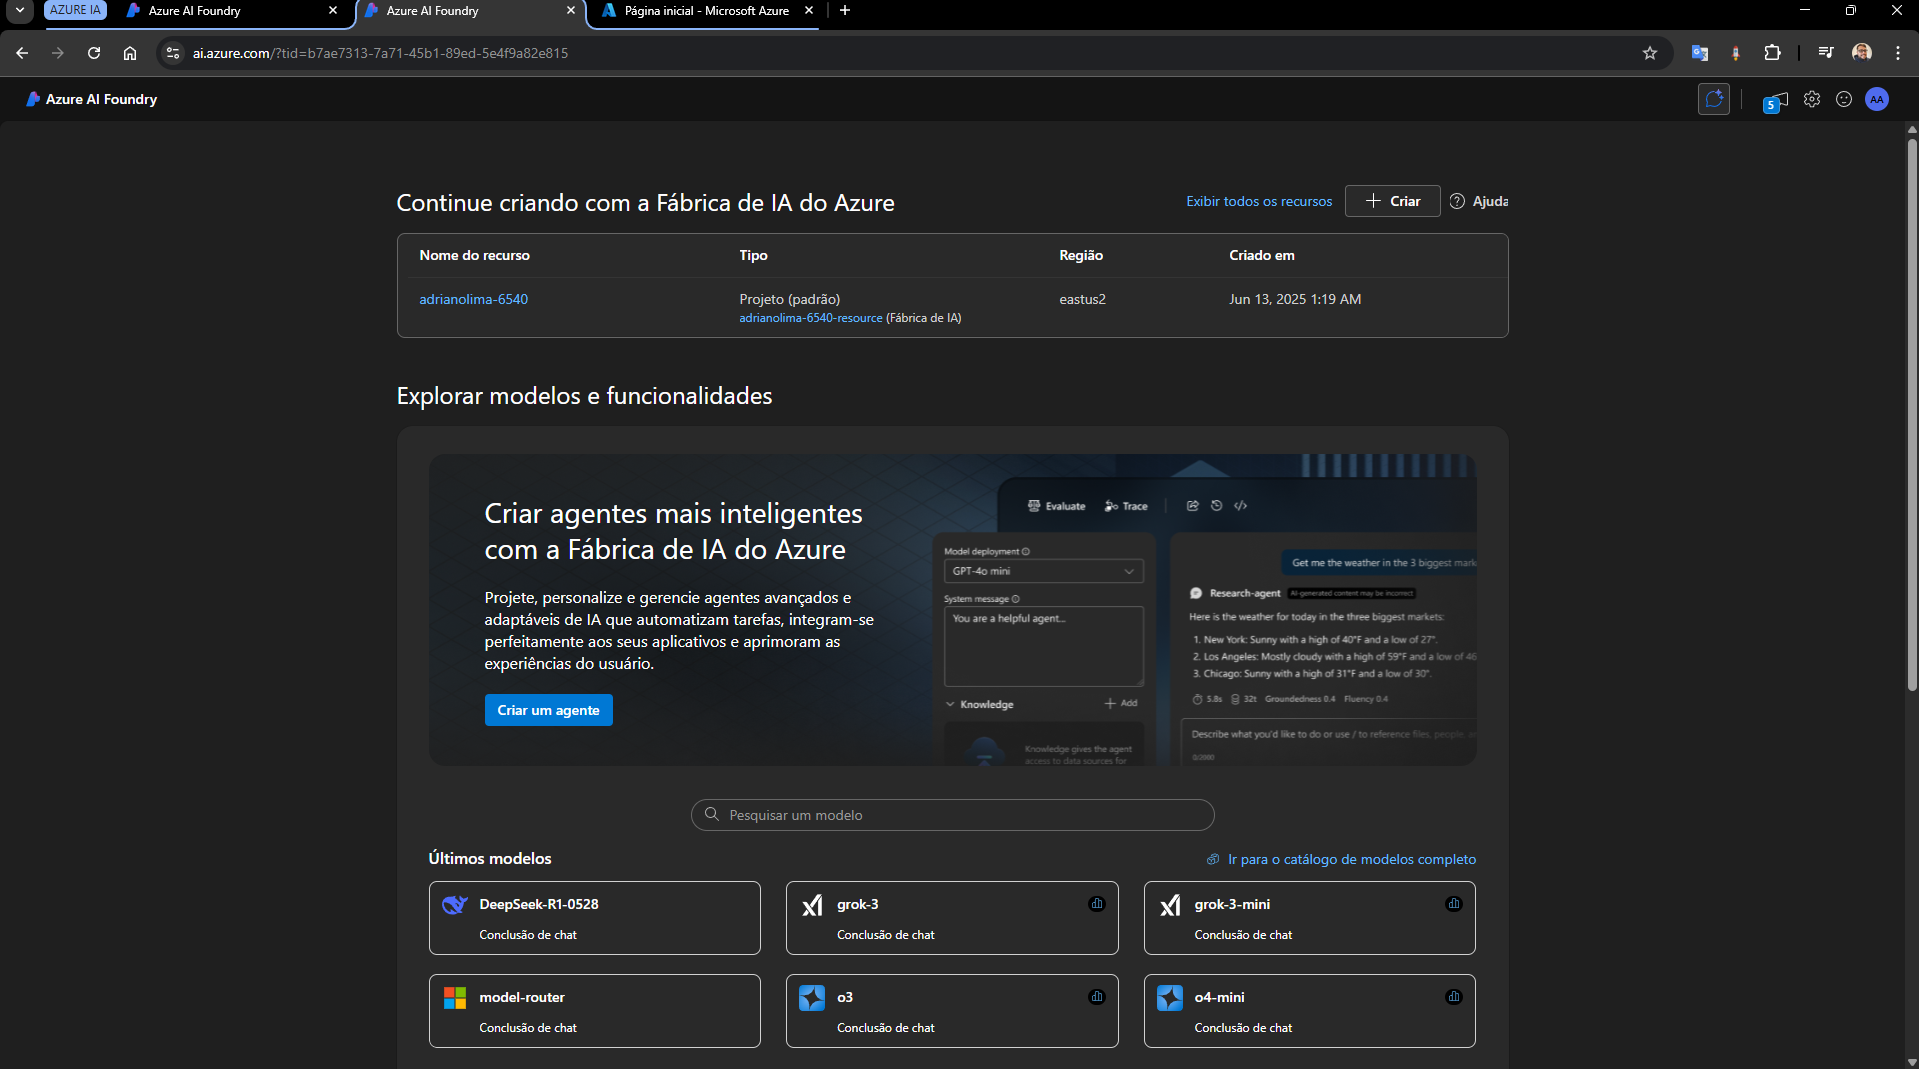 AZURE IA
Azure AI Foundry
Azure AI Foundry
Página inicial - Microsoft Azure
ai.azure.com/?tid=b7ae7313-7a71-45b1-89ed-5e4f9a82e815
Azure AI Foundry
5
AA
Continue criando com a Fábrica de IA do Azure
Exibir todos os recursos
Criar
Ajuda
Nome do recurso Tipo Região Criado em
adrianolima-6540 Projeto (padrão) eastus2 Jun 13, 2025 1:19 AM
adrianolima-6540-resource (Fábrica de IA)
Explorar modelos e funcionalidades
Criar agentes mais inteligentes
com a Fábrica de IA do Azure
Projete, personalize e gerencie agentes avançados e
adaptáveis de IA que automatizam tarefas, integram-se
perfeitamente aos seus aplicativos e aprimoram as
experiências do usuário.
Criar um agente
Evaluate Trace
Model deployment
GPT-4o mini
System message
You are a helpful agent...
Knowledge
Add
Knowledge gives the agent
access to data sources for
Get me the weather in the 3 biggest mark
Research-agent AI-generated content may be incorrect
Here is the weather for today in the three biggest markets:
1. New York: Sunny with a high of 40°F and a low of 27°.
2. Los Angeles: Mostly cloudy with a high of 59°F and a low of 46
3. Chicago: Sunny with a high of 31°F and a low of 30°.
5.8s 32t Groundedness 0.4 Fluency 0.4
Describe what you'd like to do or use / to reference files, people,
0/2000
Pesquisar um modelo
Últimos modelos
Ir para o catálogo de modelos completo
DeepSeek-R1-0528
Conclusão de chat
grok-3
Conclusão de chat
grok-3-mini
Conclusão de chat
model-router
Conclusão de chat
o3
Conclusão de chat
o4-mini
Conclusão de chat